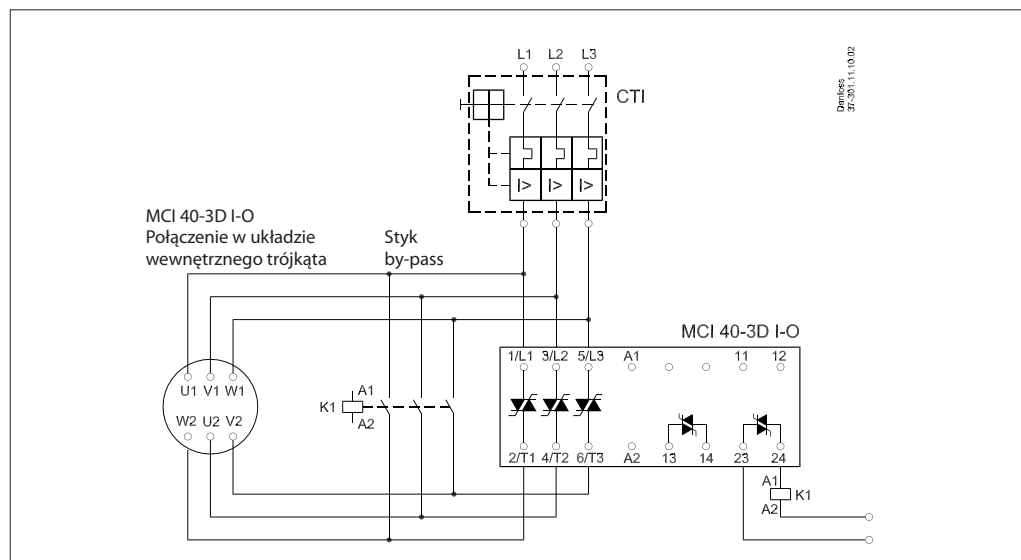 L1 L2 L3
CTI
Danfoss
37-301.11.10.02
I> I> I>
MCI 40-3D I-O
Połączenie w układzie
wewnętrznego trójkąta
Styk
by-pass
MCI 40-3D I-O
1/L1 3/L2 5/L3 A1 11 12
U1 V1 W1
W2 U2 V2
A1
K1
A2
2/T1 4/T2 6/T3 A2 13 14 23 24
A1
K1
A2